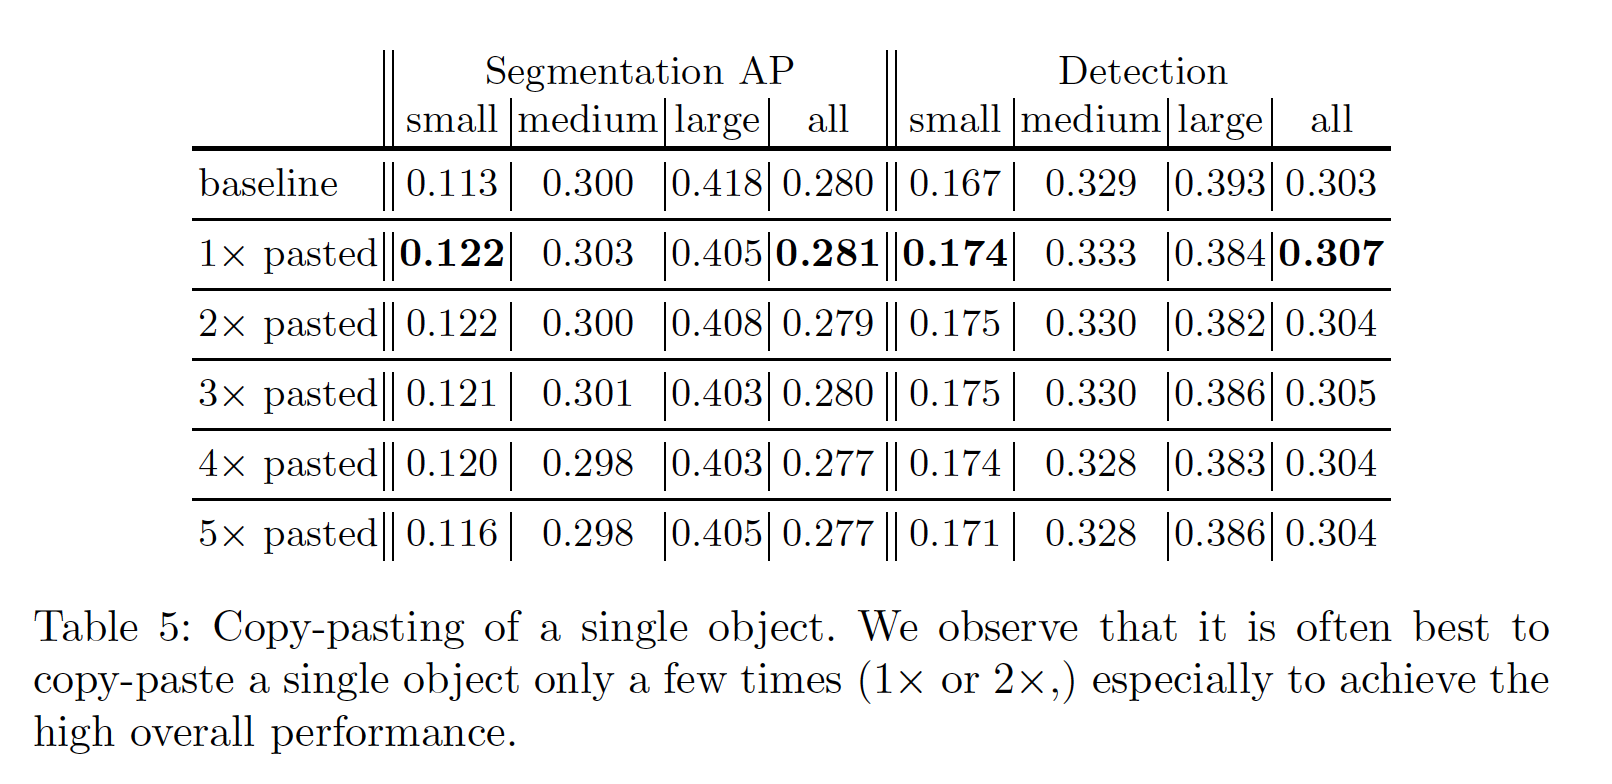 Segmentation AP Detection
small medium large all small medium large all
baseline 0.113 0.300 0.418 0.280 0.167 0.329 0.393 0.303
1× pasted 0.122 0.303 0.405 0.281 0.174 0.333 0.384 0.307
2× pasted 0.122 0.300 0.408 0.279 0.175 0.330 0.382 0.304
3× pasted 0.121 0.301 0.403 0.280 0.175 0.330 0.386 0.305
4× pasted 0.120 0.298 0.403 0.277 0.174 0.328 0.383 0.304
5× pasted 0.116 0.298 0.405 0.277 0.171 0.328 0.386 0.304
Table 5: Copy-pasting of a single object. We observe that it is often best to
copy-paste a single object only a few times (1× or 2×,) especially to achieve the
high overall performance.